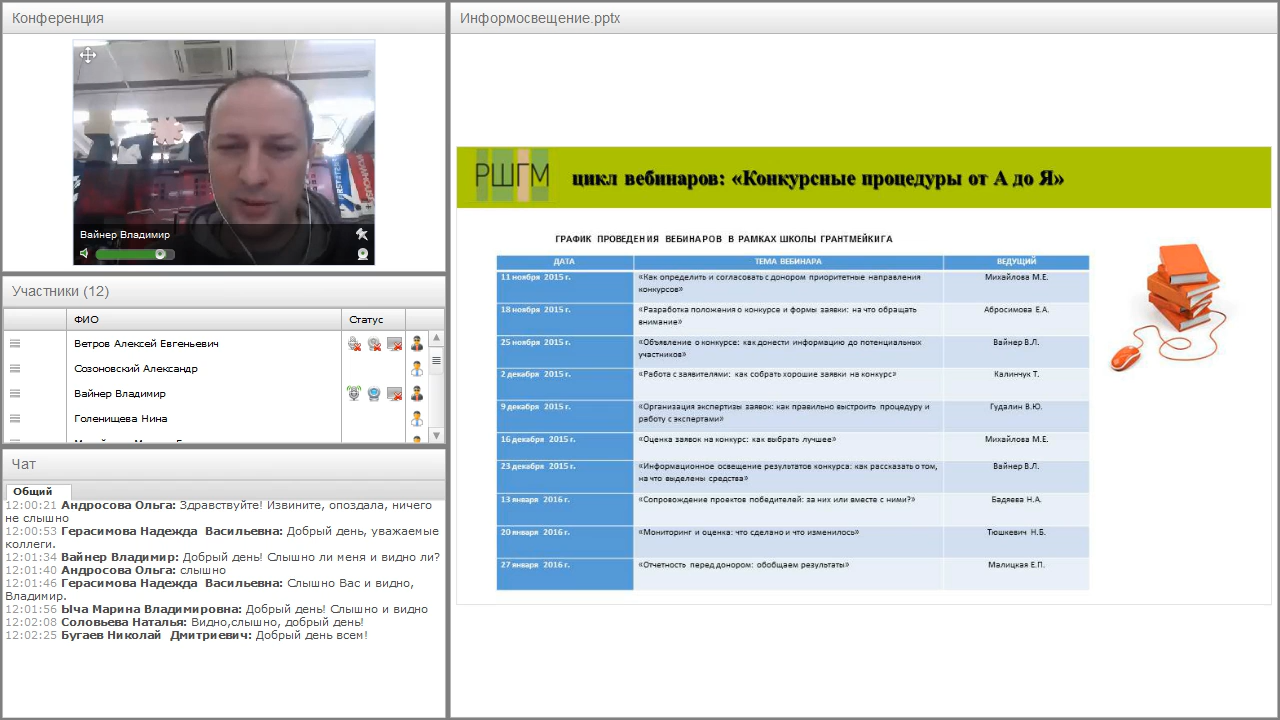 Конференция
Вайнер Владимир
Участники (12)
ФИО
Статус
Ветров Алексей Евгеньевич
Созоновский Александр
Вайнер Владимир
Голенищева Нина
Чат
Общий
12:00:21 Андросова Ольга: Здравствуйте! Извините, опоздала, ничего
не слышно
12:00:53 Герасимова Надежда Васильевна: Добрый день, уважаемые
коллеги.
12:01:34 Вайнер Владимир: Добрый день! Слышно ли меня и видно ли?
12:01:40 Андросова Ольга: слышно
12:01:46 Герасимова Надежда Васильевна: Слышно Вас и видно,
Владимир.
12:01:56 Ыча Марина Владимировна: Добрый день! Слышно и видно
12:02:08 Соловьева Наталья: Видно,слышно, добрый день!
12:02:25 Бугаев Николай Дмитриевич: Добрый день всем!
Информосвещение.pptx
РШГМ
цикл вебинаров: «Конкурсные процедуры от А до Я»
ГРАФИК ПРОВЕДЕНИЯ ВЕБИНАРОВ В РАМКАХ ШКОЛЫ ГРАНТМЕЙКИГА
ДАТА ТЕМА ВЕБИНАРА ВЕДУЩИЙ
11 ноября 2015 г. «Как определить и согласовать с донором приоритетные направления Михайлова М.Е.
конкурсов»
18 ноября 2015 г. «Разработка положения о конкурсе и формы заявки: на что обращать Абросимова Е.А.
внимание»
25 ноября 2015 г. «Объявление о конкурсе: как донести информацию до потенциальных Вайнер В.Л.
участников»
2 декабря 2015 г. «Работа с заявителями: как собрать хорошие заявки на конкурс» Калинчук Т.
9 декабря 2015 г. «Организация экспертизы заявок: как правильно выстроить процедуру и Гудалин В.Ю.
работу с экспертами»
16 декабря 2015 г. «Оценка заявок на конкурс: как выбрать лучшее» Михайлова М.Е.
23 декабря 2015 г. «Информационное освещение результатов конкурса: как рассказать о том, Вайнер В.Л.
на что выделены средства»
13 января 2016 г. «Сопровождение проектов победителей: за них или вместе с ними?» Бадяева Н.А.
20 января 2016 г. «Мониторинг и оценка: что сделано и что изменилось» Тюшкевич Н.Б.
27 января 2016 г. «Отчетность перед донором: обобщаем результаты» Малицкая Е.П.